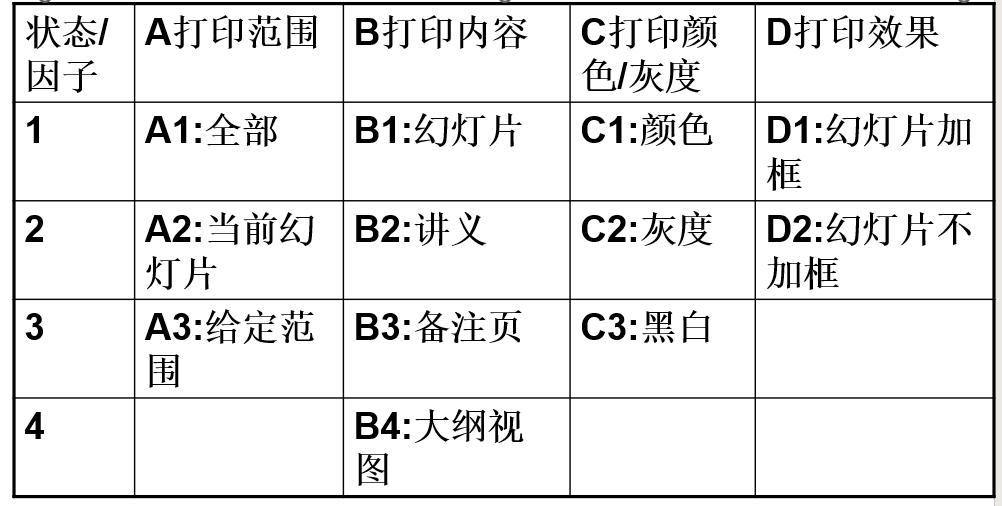 状态/ A打印范围 B打印内容 C打印颜 D打印效果
因子 色/灰度
1 A1:全部 B1:幻灯片 C1:颜色 D1:幻灯片加
框
2 A2:当前幻 B2:讲义 C2:灰度 D2:幻灯片不
灯片 加框
3 A3:给定范 B3:备注页 C3:黑白
围
4 B4:大纲视
图